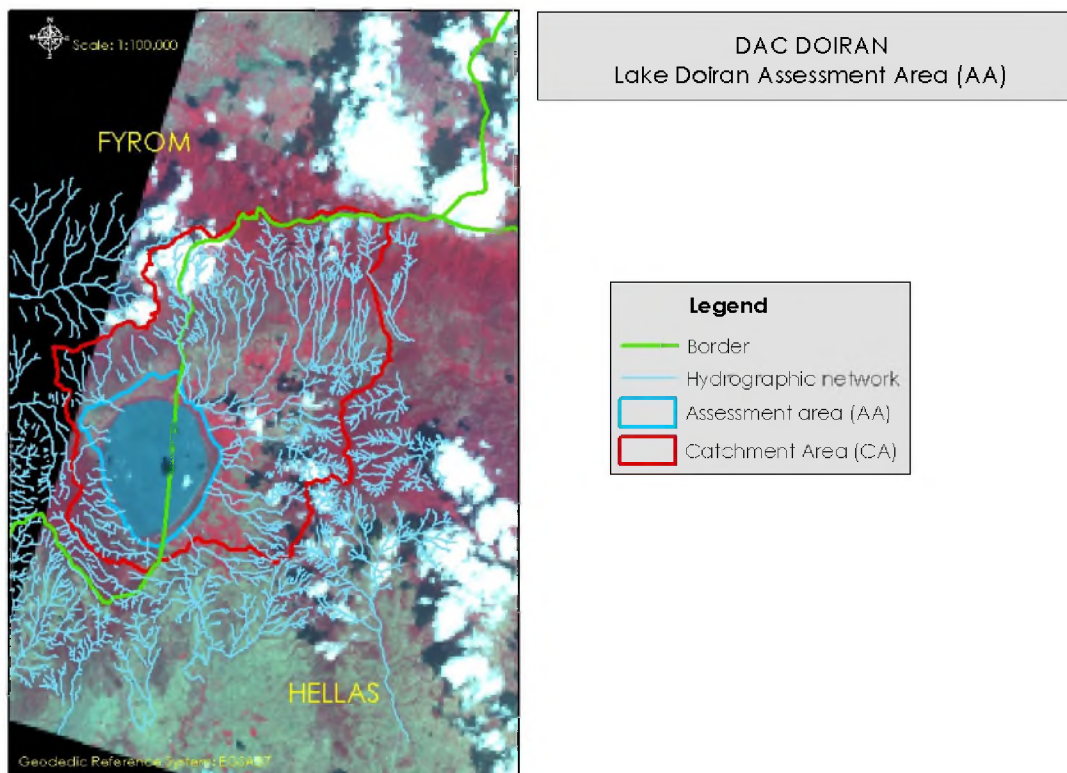 DAC DOIRAN
Lake Doiran Assessment Area (AA)
N
S
Scale: 1:100,000
FYROM
HELLAS
Geodedic Reference System: EGSA87
Legend
Border
Hydrographic network
Assessment area (AA)
Catchment Area (CA)